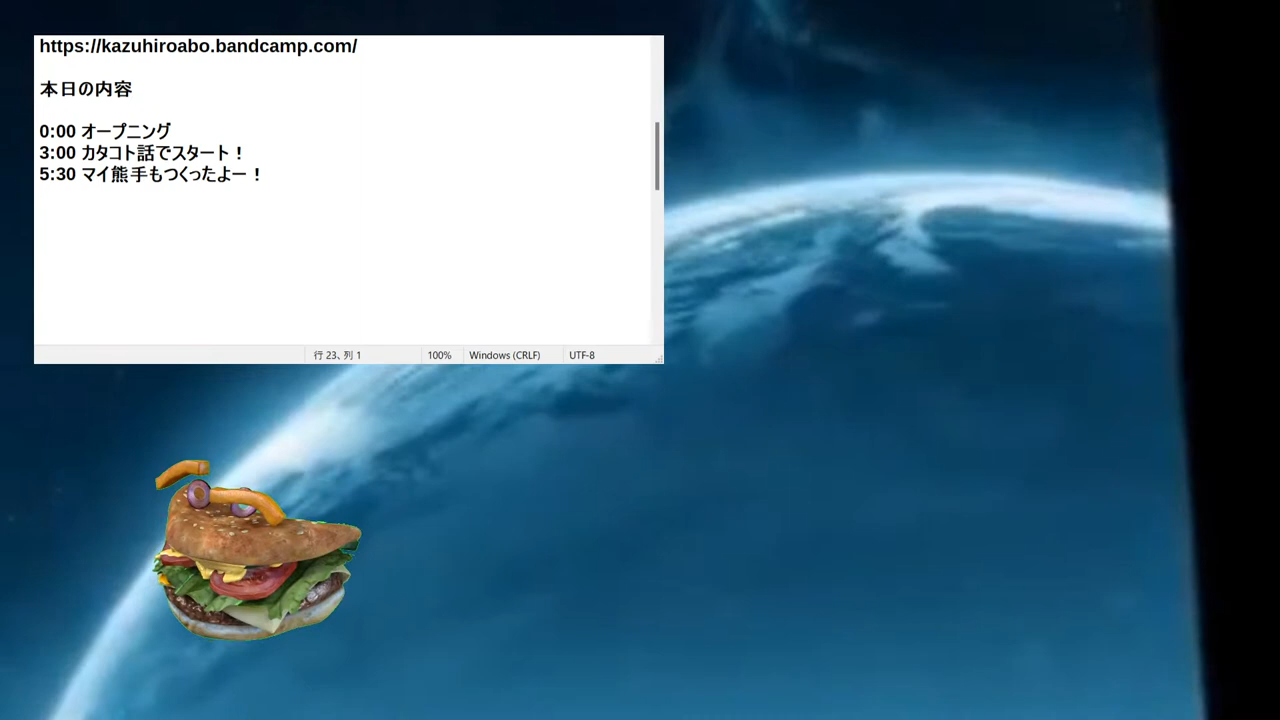 https://kazuhiroabo.bandcamp.com/
本日の内容
0:00 オープニング
3:00 カタコト話でスタート！
5:30 マイ熊手もつくったよー！
行 23、列 1
100%
Windows (CRLF)
UTF-8